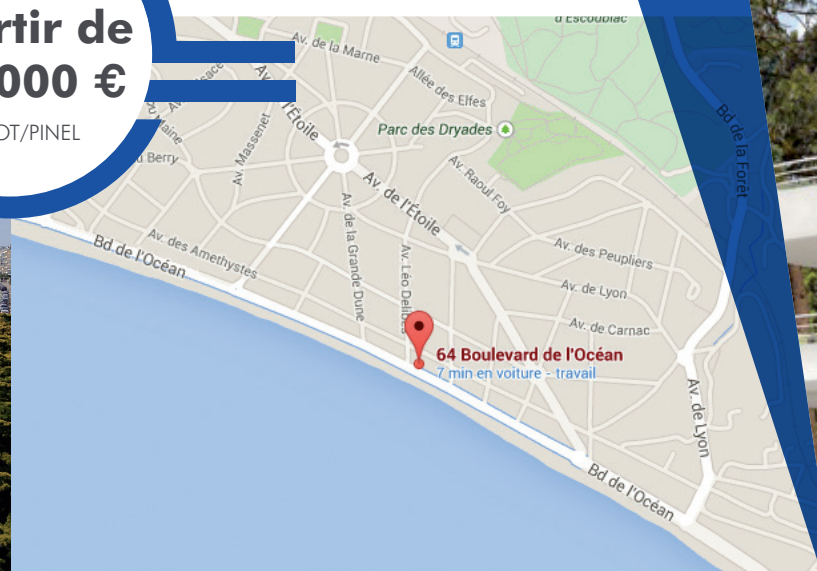 rtir de
000 €
OT/PINEL
d'Escoublac
Av. de la Marne
Allée des Elfes
Av. Massenet
Parc des Dryades
Bd de la Forêt
Berry
Av. Raoul Foy
Av. de l'Étoile
Av. de la Grande Dune
Av. Léo Delibes
Av. des Amethystes
Bd de l'Océan
Av. des Peupliers
Av. de Lyon
Av. de Carnac
64 Boulevard de l'Océan
7 min en voiture - travail
Av. de Lyon
Bd de l'Océan